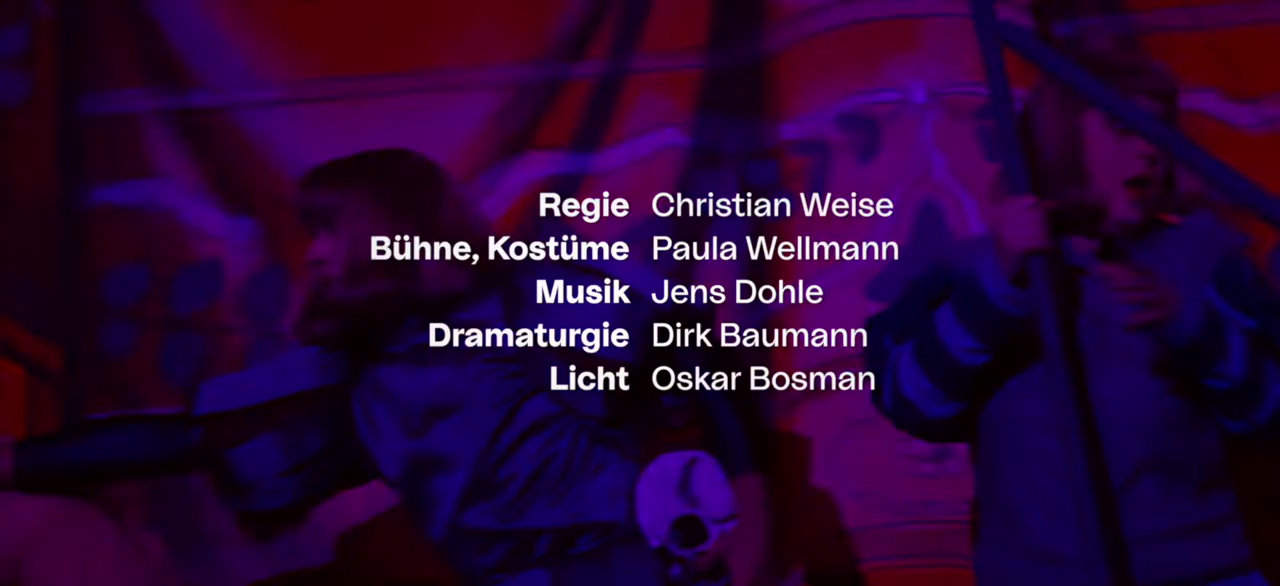 Regie Christian Weise
Bühne, Kostüme Paula Wellmann
Musik Jens Dohle
Dramaturgie Dirk Baumann
Licht Oskar Bosman